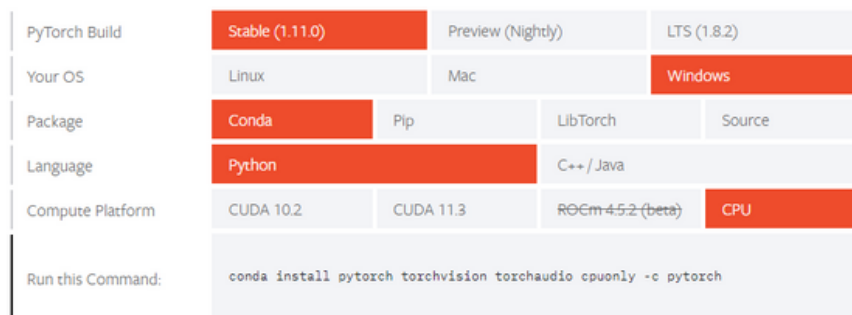 PyTorch Build Stable (1.11.0) Preview (Nightly) LTS (1.8.2)
Your OS Linux Mac Windows
Package Conda Pip LibTorch Source
Language Python C++ / Java
Compute Platform CUDA 10.2 CUDA 11.3 ROCm 4.5.2 (beta) CPU
Run this Command: conda install pytorch torchvision torchaudio cpuonly -c pytorch